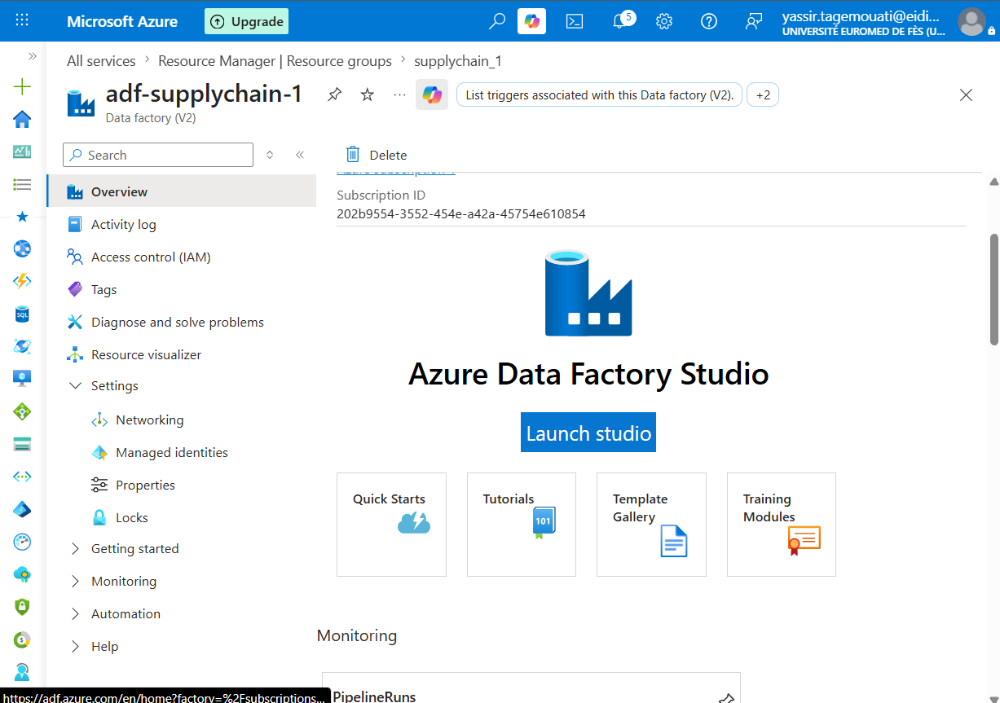 Microsoft Azure
Upgrade
5
yassir.tagemouati@eidi...
UNIVERSITÉ EUROMED DE FÈS (U...
All services > Resource Manager | Resource groups > supplychain_1
adf-supplychain-1
Data factory (V2)
List triggers associated with this Data factory (V2).
+2
Search
Delete
Azure subscription 1
Subscription ID
202b9554-3552-454e-a42a-45754e610854
Overview
Activity log
Access control (IAM)
Tags
Diagnose and solve problems
Resource visualizer
Settings
Networking
Managed identities
Properties
Locks
Getting started
Monitoring
Automation
Help
SQL
Azure Data Factory Studio
Launch studio
Quick Starts
Tutorials
101
Template
Gallery
Training
Modules
Monitoring
PipelineRuns
https://adf.azure.com/en/home?factory=%2Fsubscriptions...